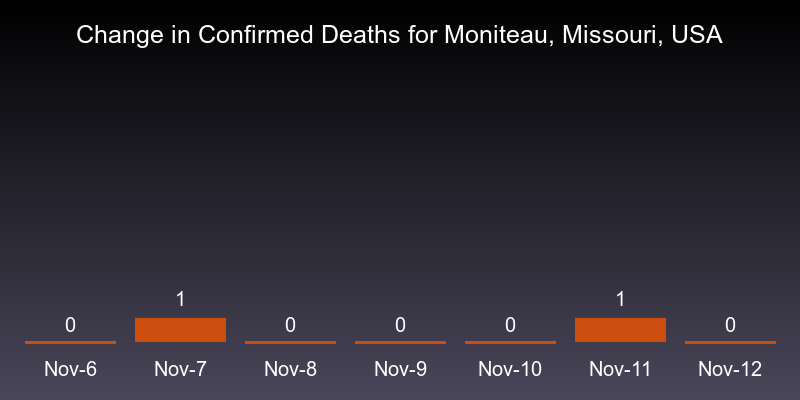 Change in Confirmed Deaths for Moniteau, Missouri, USA
0 1 0 0 0 1 0
Nov-6 Nov-7 Nov-8 Nov-9 Nov-10 Nov-11 Nov-12